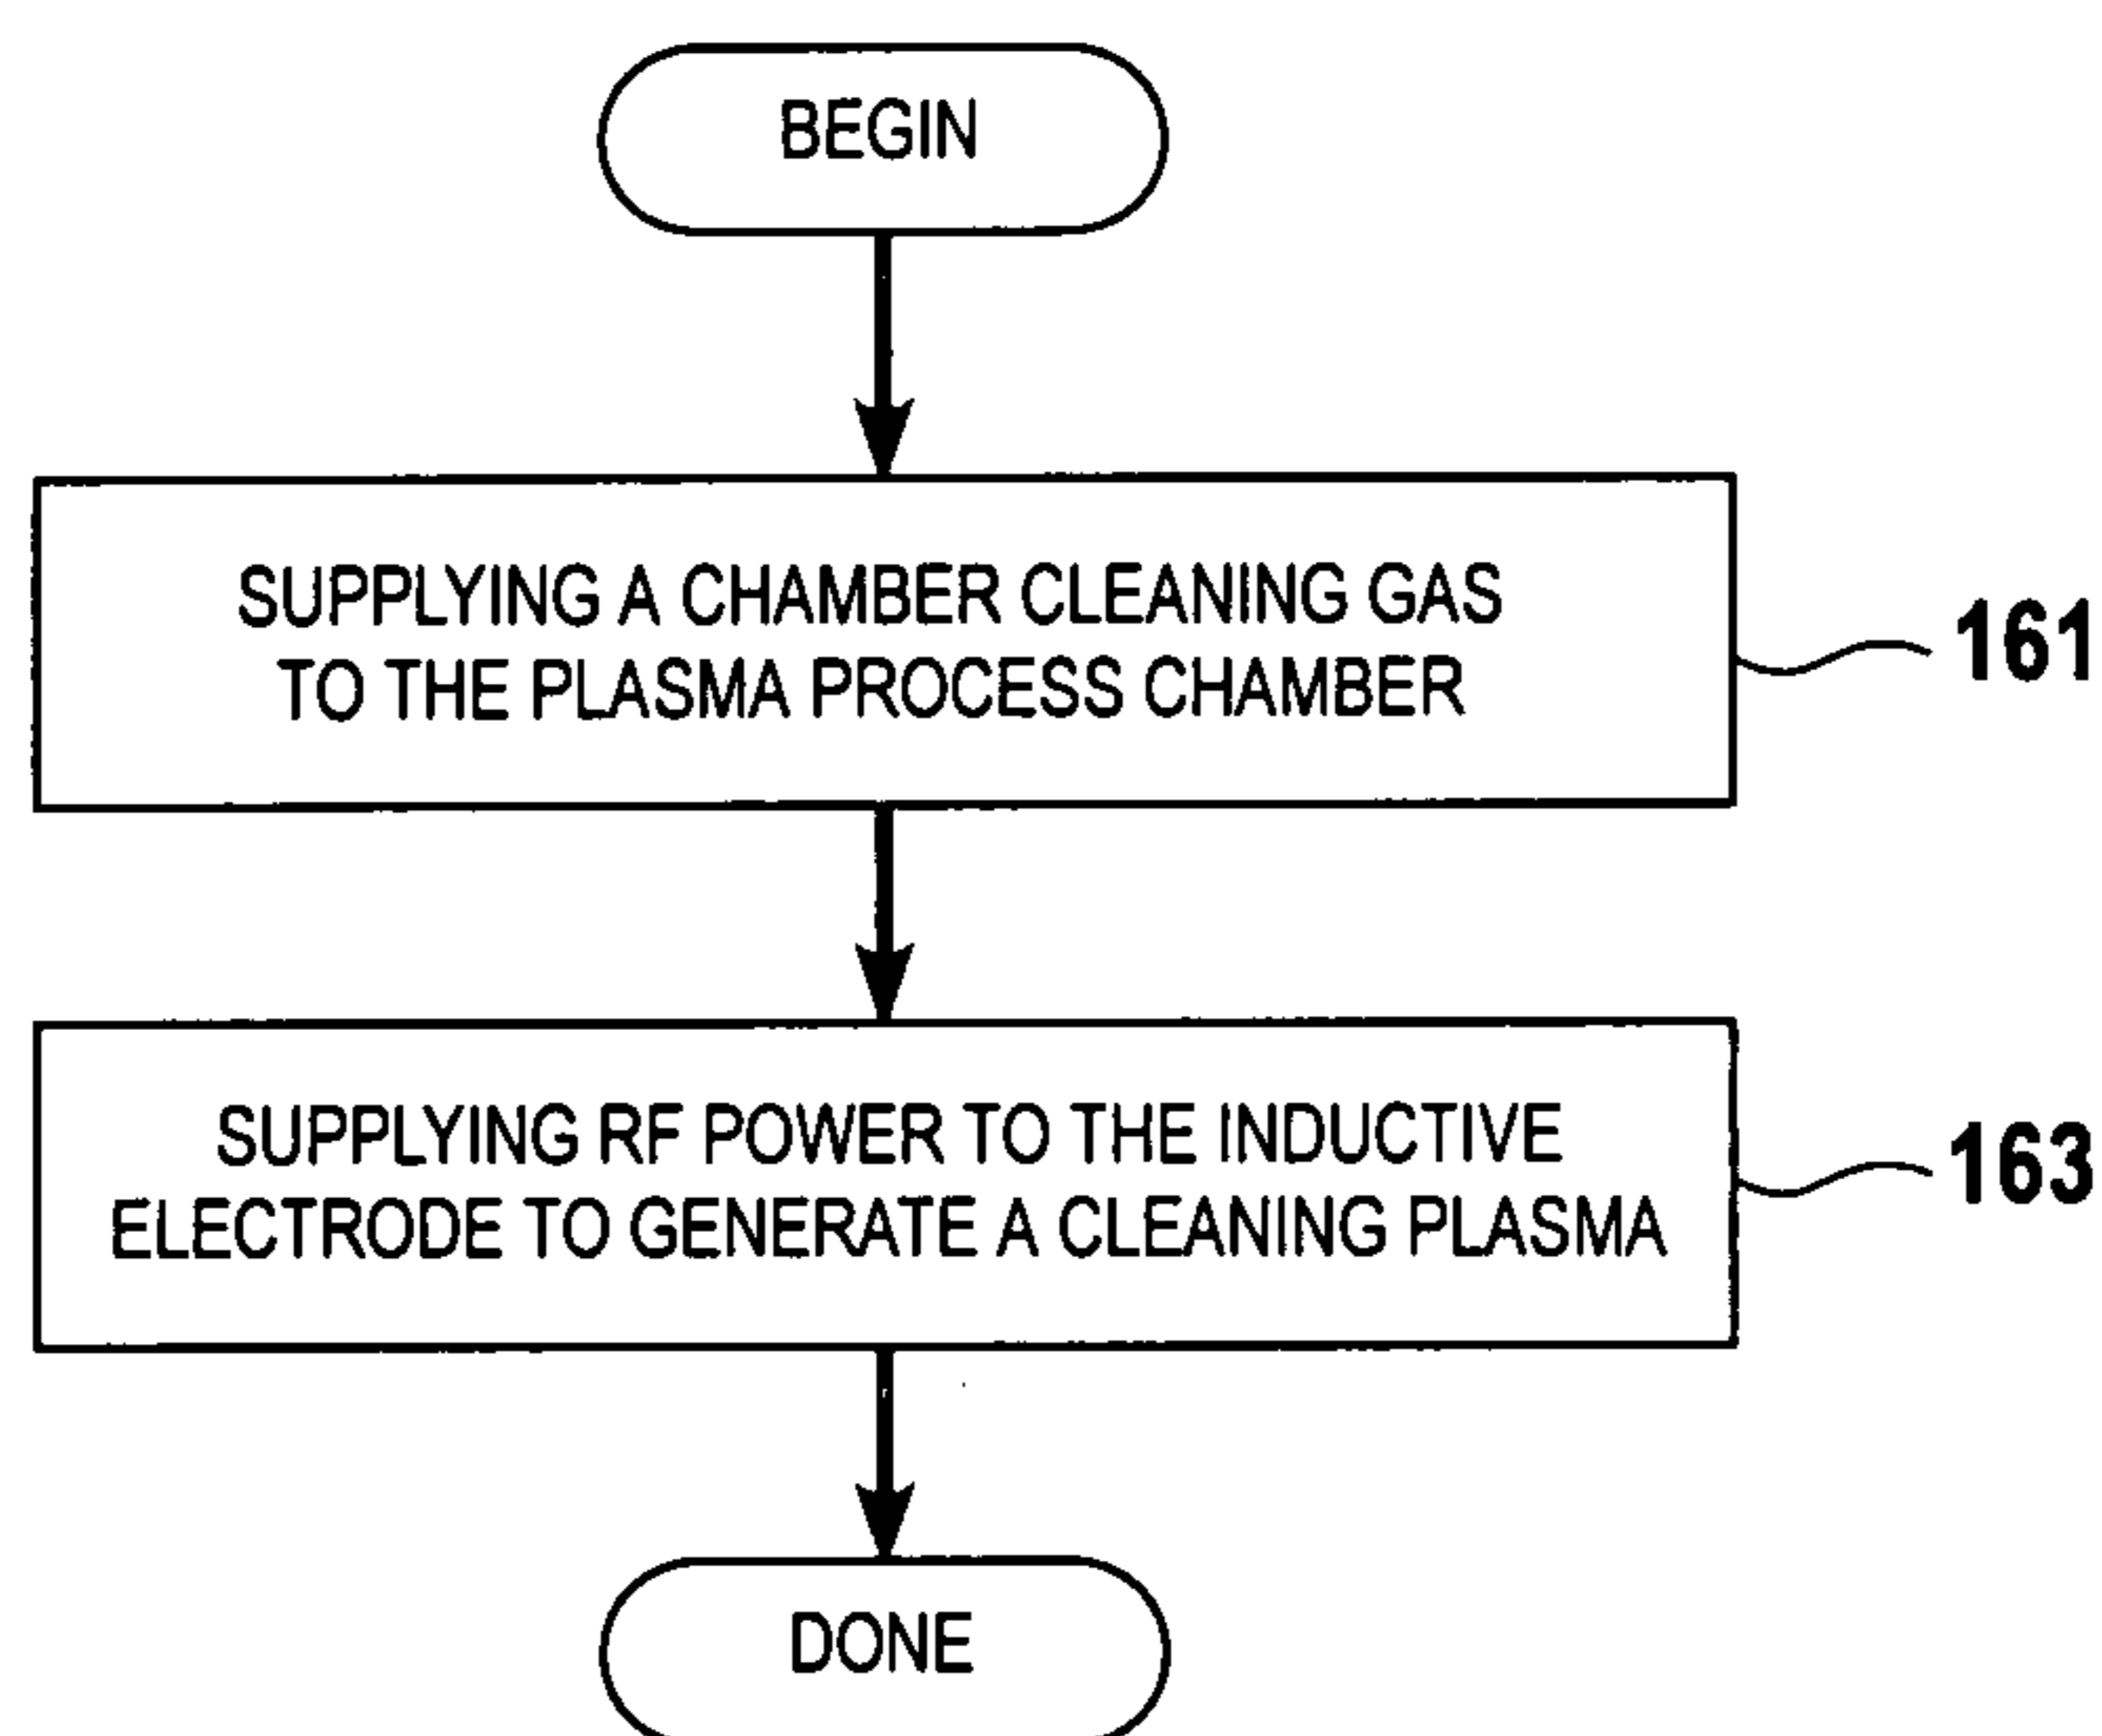 BEGIN
SUPPLYING A CHAMBER CLEANING GAS
TO THE PLASMA PROCESS CHAMBER
161
SUPPLYING RF POWER TO THE INDUCTIVE
ELECTRODE TO GENERATE A CLEANING PLASMA
163
DONE